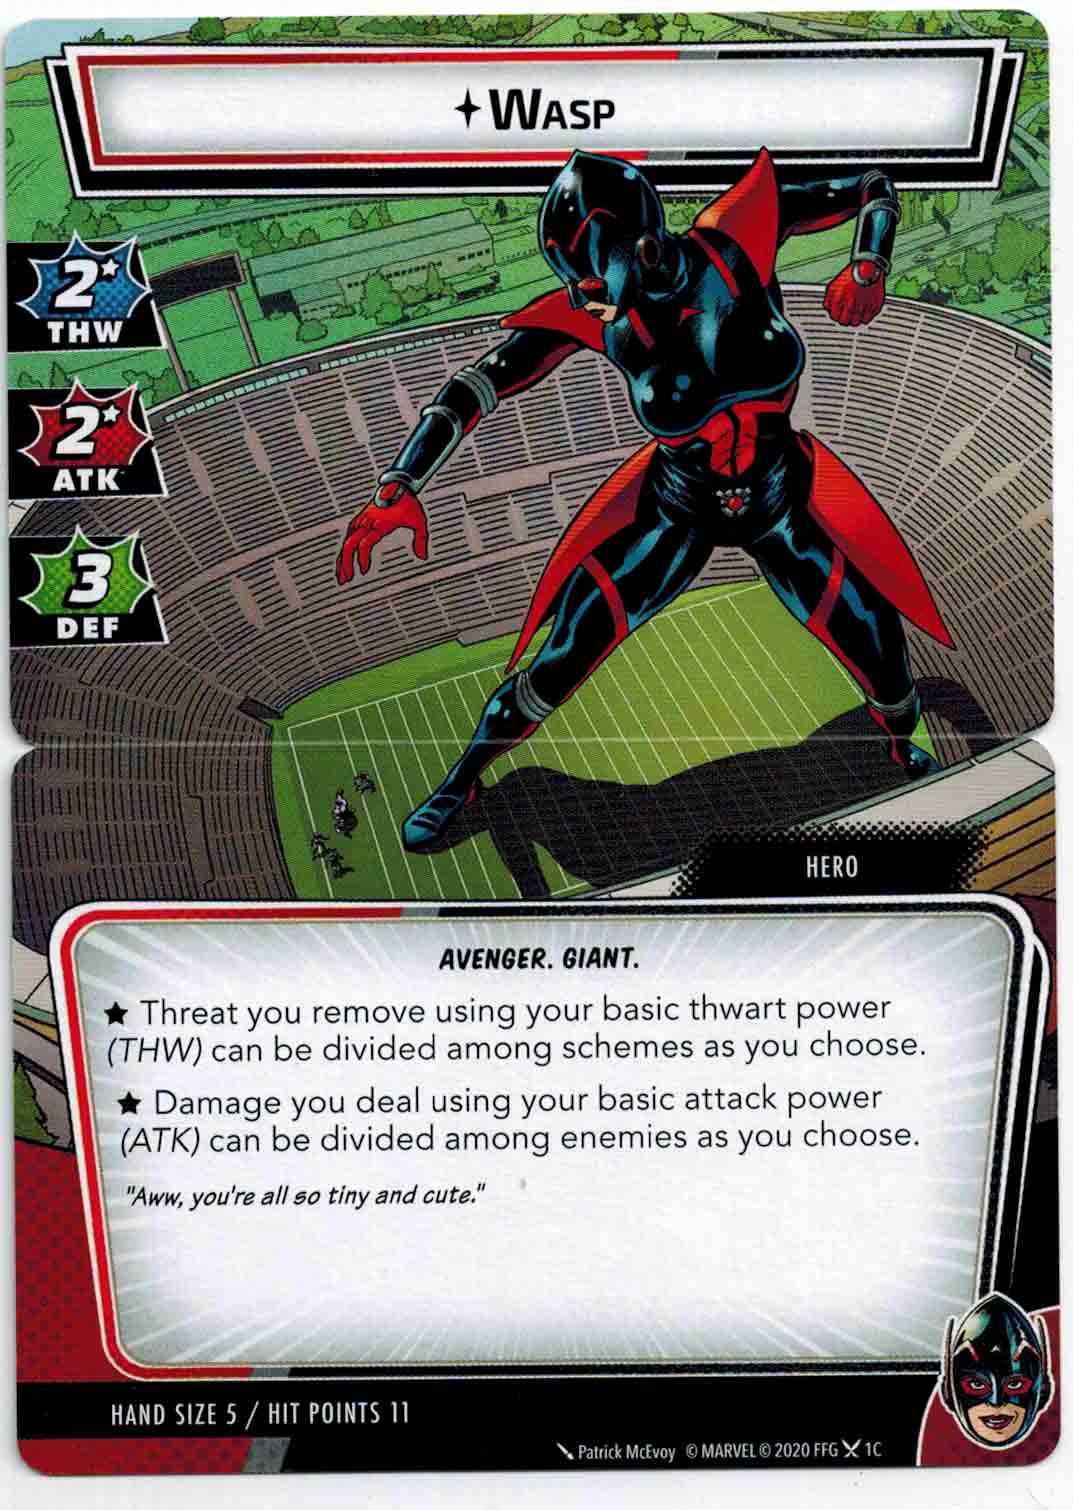 WASP
2
THW
2
ATK
3
DEF
HERO
AVENGER. GIANT.
★ Threat you remove using your basic thwart power
(THW) can be divided among schemes as you choose.
★ Damage you deal using your basic attack power
(ATK) can be divided among enemies as you choose.
"Aww, you're all so tiny and cute."
HAND SIZE 5 / HIT POINTS 11
Patrick McEvoy © MARVEL © 2020 FFG 1C